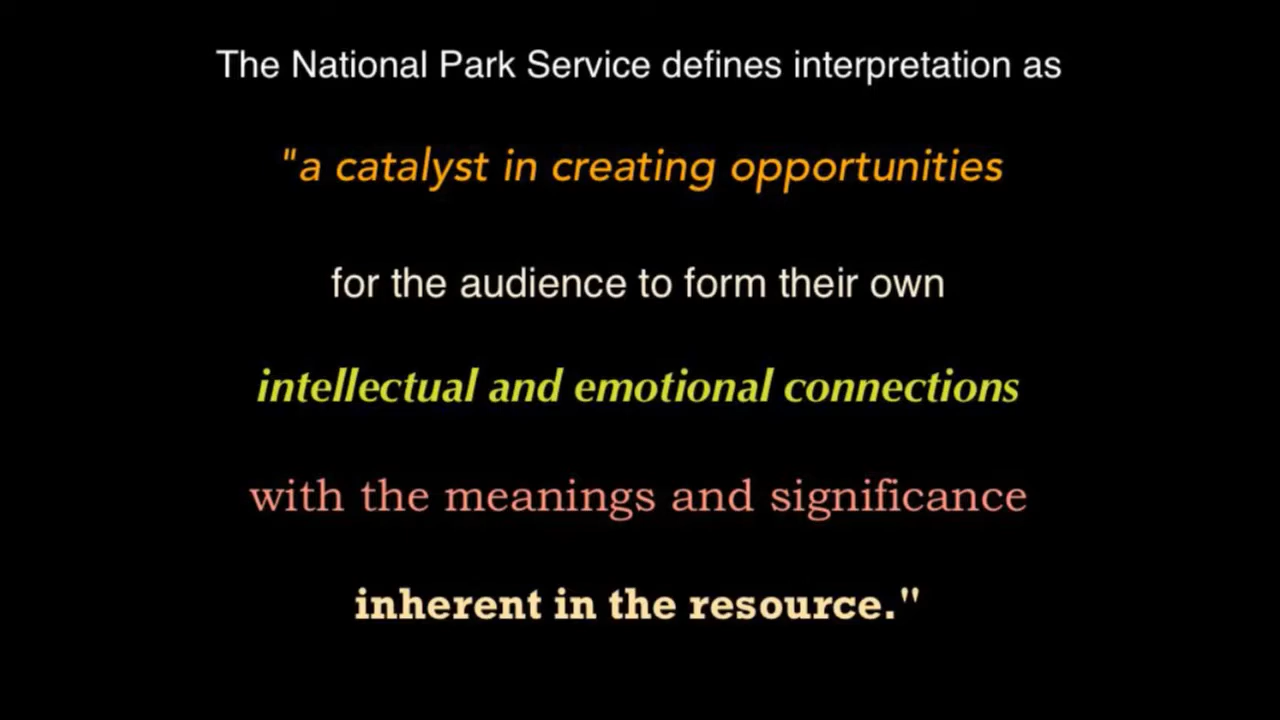 The National Park Service defines interpretation as
"a catalyst in creating opportunities
for the audience to form their own
intellectual and emotional connections
with the meanings and significance
inherent in the resource."